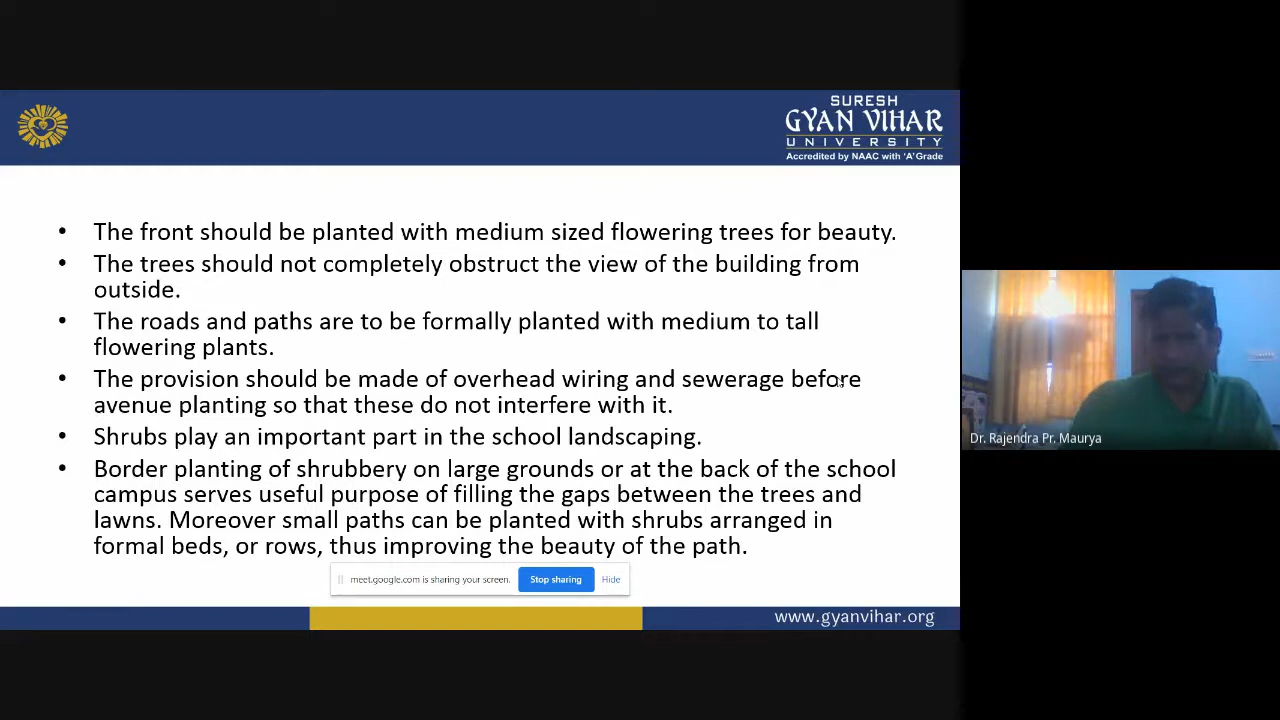 SURESH
GYAN VIHAR
UNIVERSITY
Accredited by NAAC with 'A' Grade
• The front should be planted with medium sized flowering trees for beauty.
• The trees should not completely obstruct the view of the building from
outside.
• The roads and paths are to be formally planted with medium to tall
flowering plants.
• The provision should be made of overhead wiring and sewerage before
avenue planting so that these do not interfere with it.
• Shrubs play an important part in the school landscaping.
• Border planting of shrubbery on large grounds or at the back of the school
campus serves useful purpose of filling the gaps between the trees and
lawns. Moreover small paths can be planted with shrubs arranged in
formal beds, or rows, thus improving the beauty of the path.
meet.google.com is sharing your screen. Stop sharing Hide
www.gyanvihar.org
Dr. Rajendra Pr. Maurya